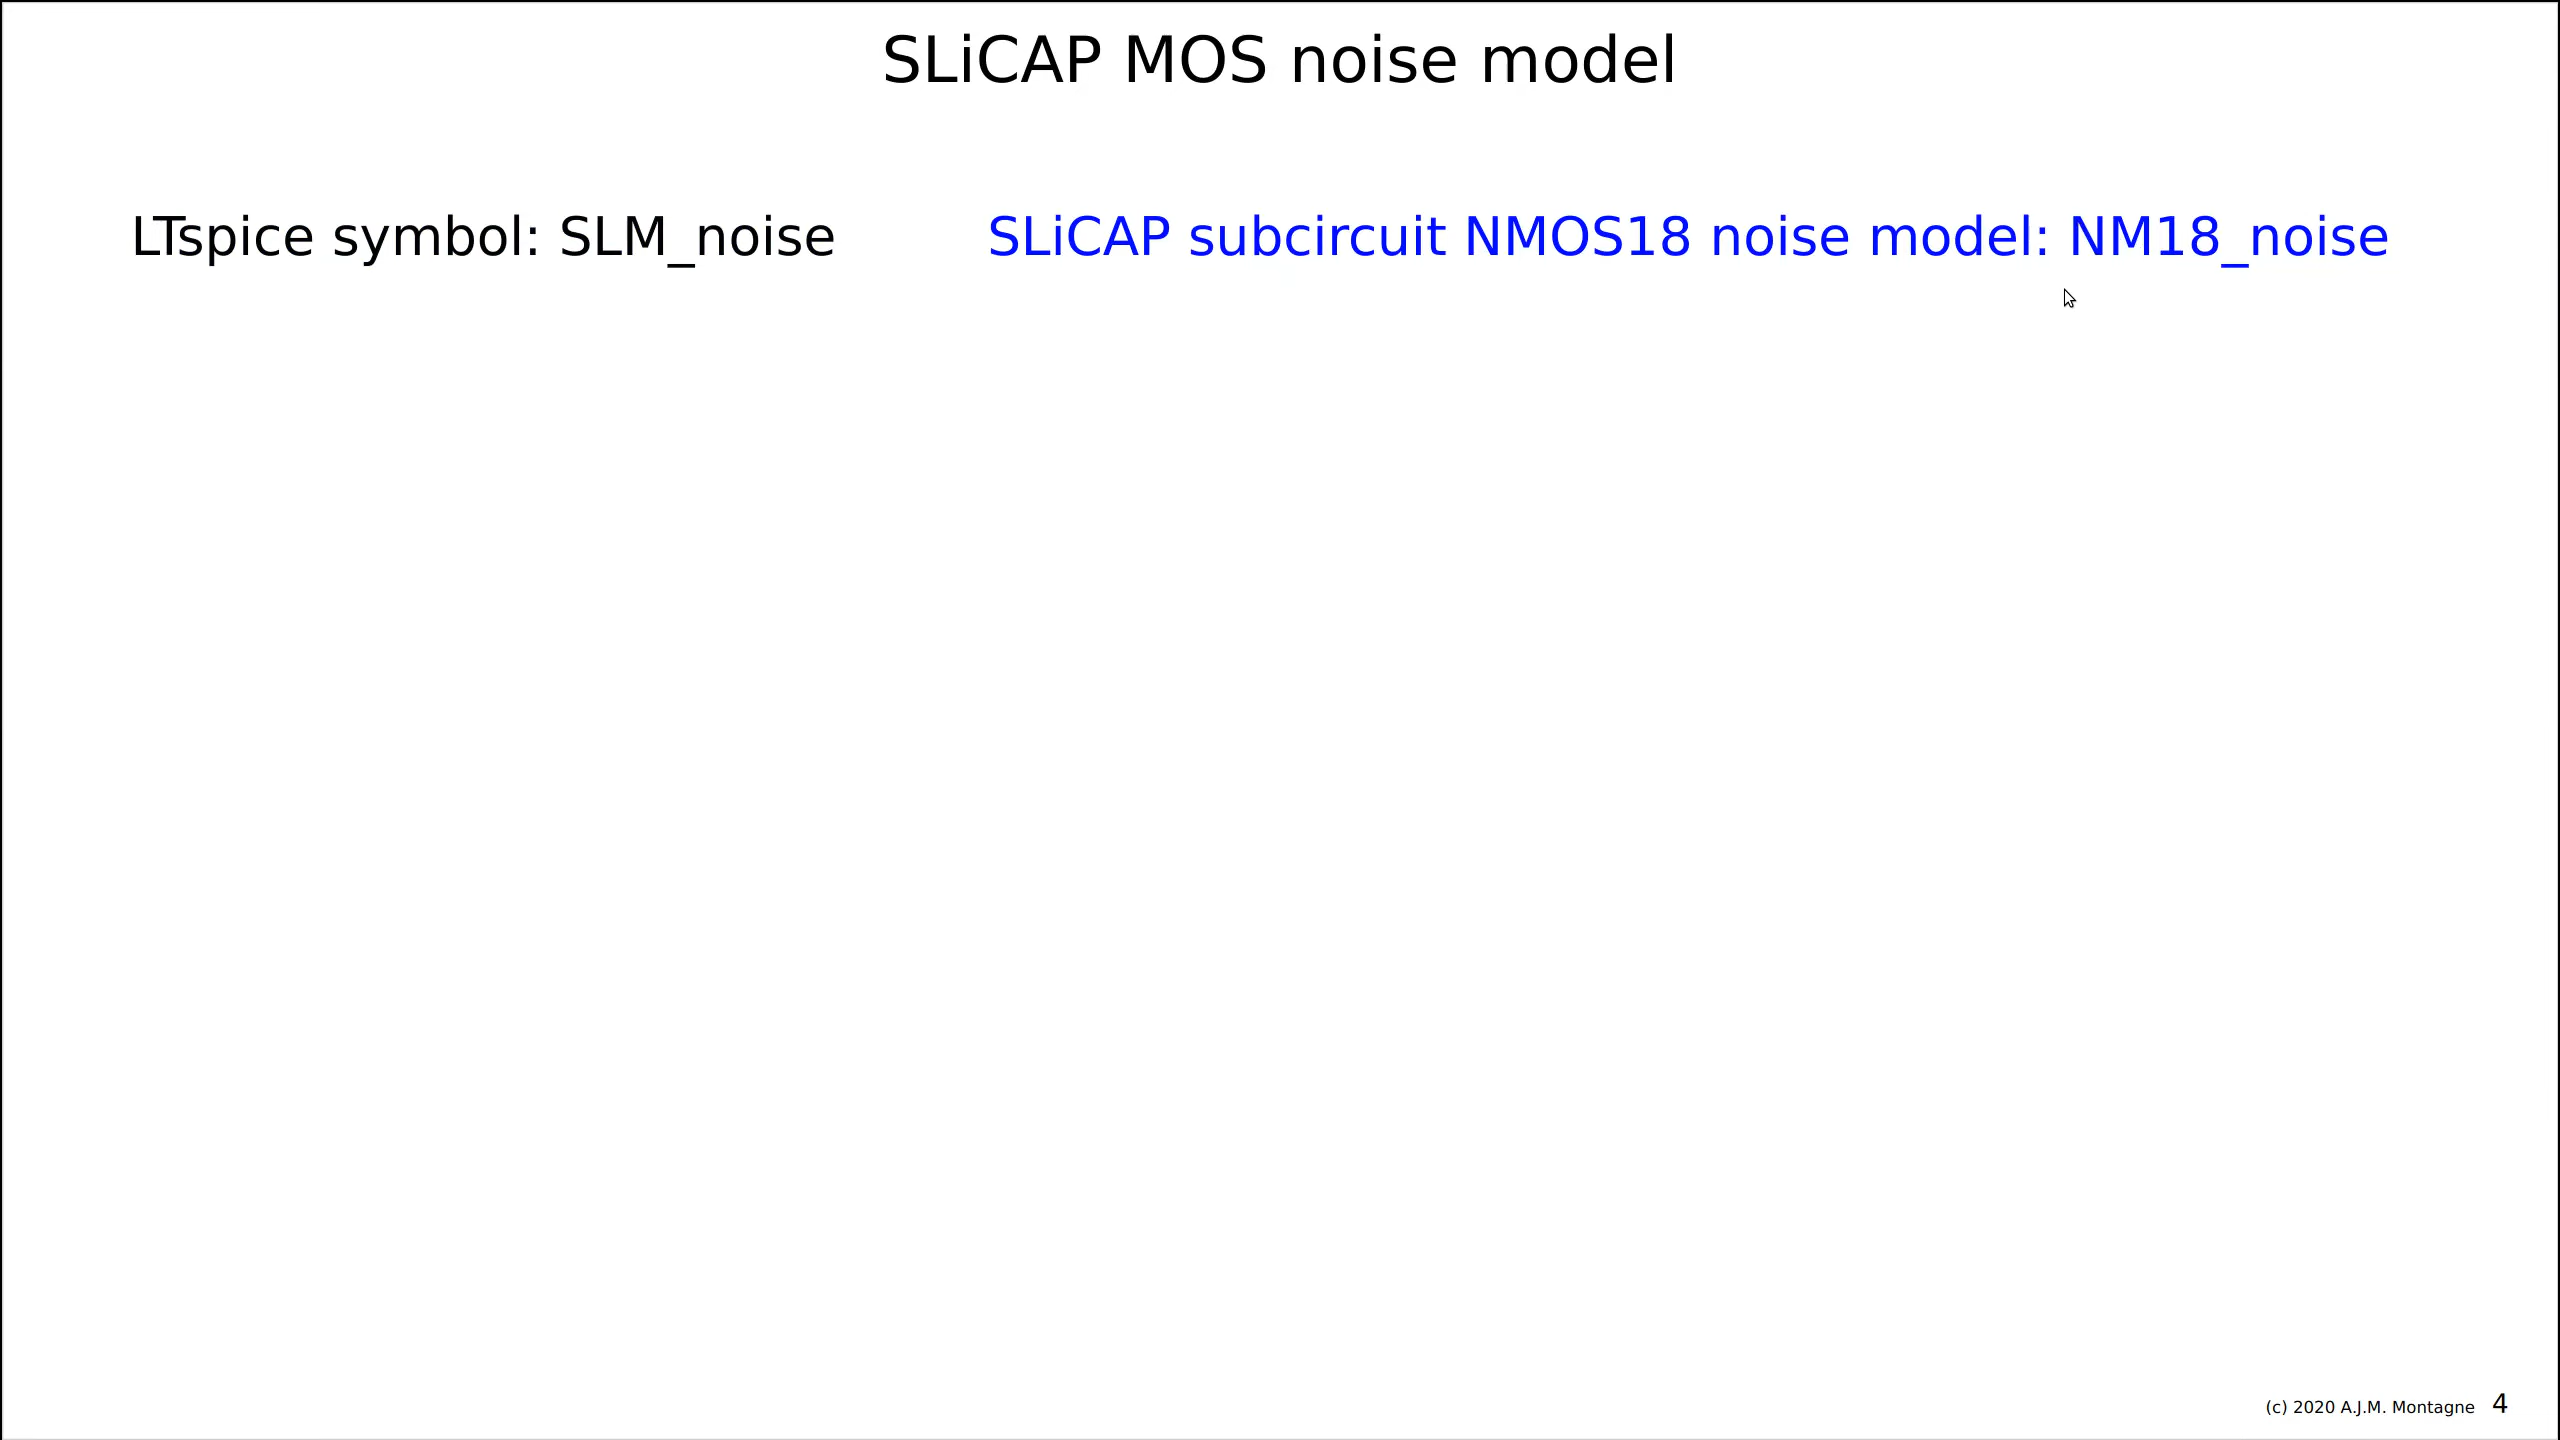 SLiCAP MOS noise model
LTspice symbol: SLM_noise
SLiCAP subcircuit NMOS18 noise model: NM18_noise
(c) 2020 A.J.M. Montagne 4